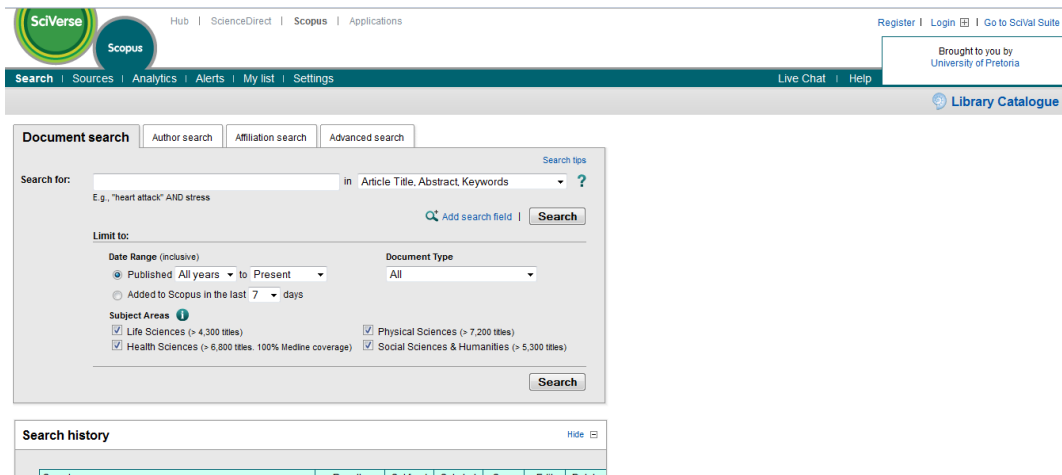 SciVerse
Hub | ScienceDirect | Scopus | Applications
Register | Login | Go to SciVal Suite
Scopus
Brought to you by
University of Pretoria
Search | Sources | Analytics | Alerts | My list | Settings
Live Chat | Help
Library Catalogue
Document search
Author search
Affiliation search
Advanced search
Search tips
Search for:
in Article Title, Abstract, Keywords ?
E.g., "heart attack" AND stress
Add search field | Search
Limit to:
Date Range (inclusive)
Document Type
Published All years to Present
All
Added to Scopus in the last 7 days
Subject Areas i
Life Sciences (> 4,300 titles)
Physical Sciences (> 7,200 titles)
Health Sciences (> 6,800 titles. 100% Medline coverage)
Social Sciences & Humanities (> 5,300 titles)
Search
Search history
Hide